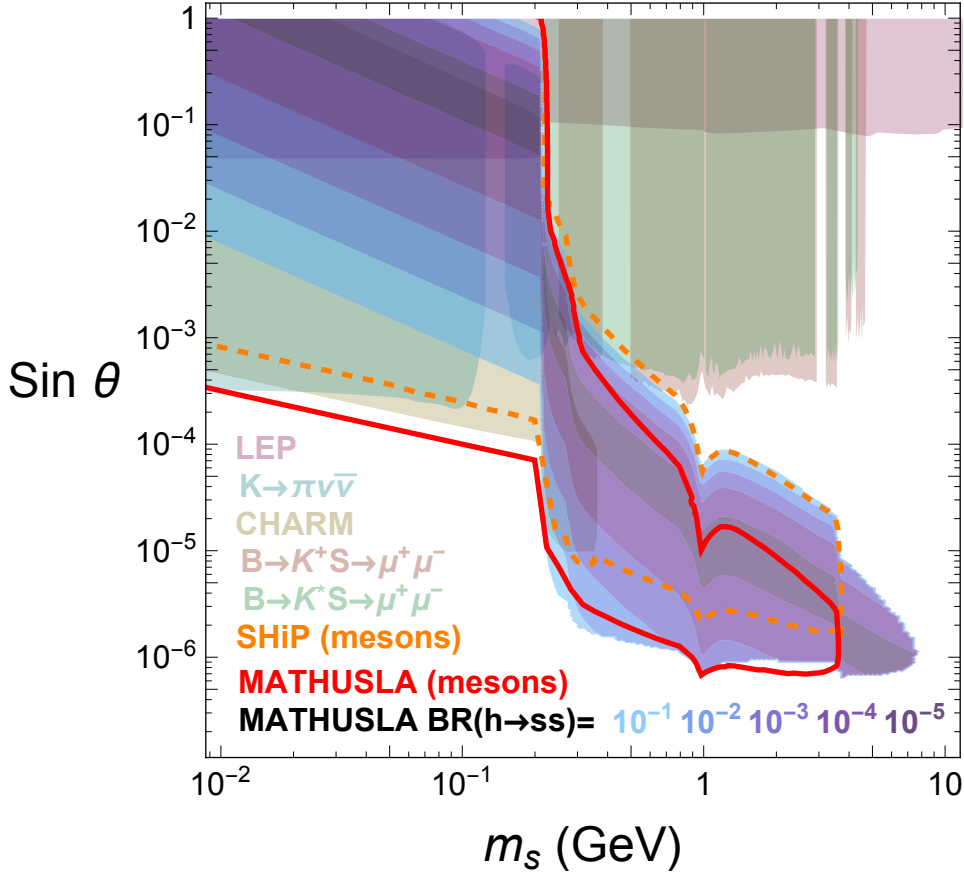 1
10⁻¹
10⁻²
10⁻³
Sin θ
10⁻⁴
10⁻⁵
10⁻⁶
LEP
K→πνν̅
CHARM
B→K⁺S→μ⁺μ⁻
B→K*S→μ⁺μ⁻
SHiP (mesons)
MATHUSLA (mesons)
MATHUSLA BR(h→ss)= 10⁻¹ 10⁻² 10⁻³ 10⁻⁴ 10⁻⁵
10⁻² 10⁻¹ 1 10
mₛ (GeV)